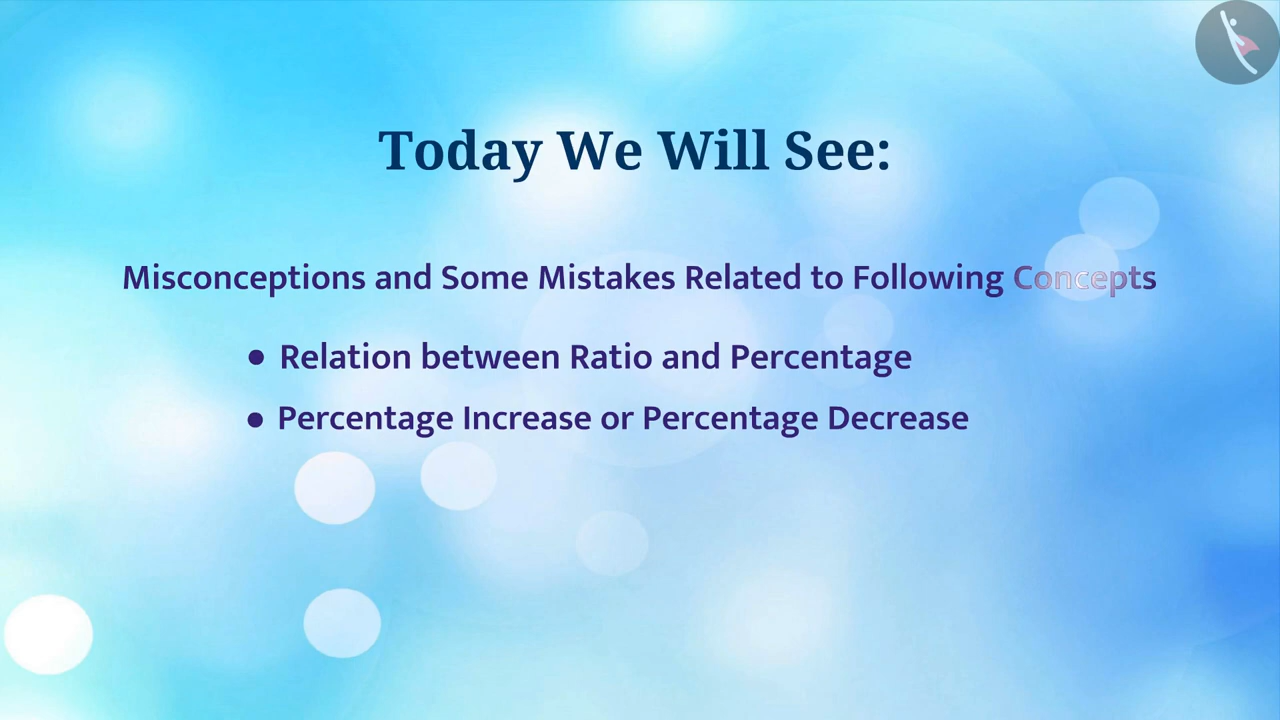 Today We Will See:
Misconceptions and Some Mistakes Related to Following Concepts
• Relation between Ratio and Percentage
• Percentage Increase or Percentage Decrease